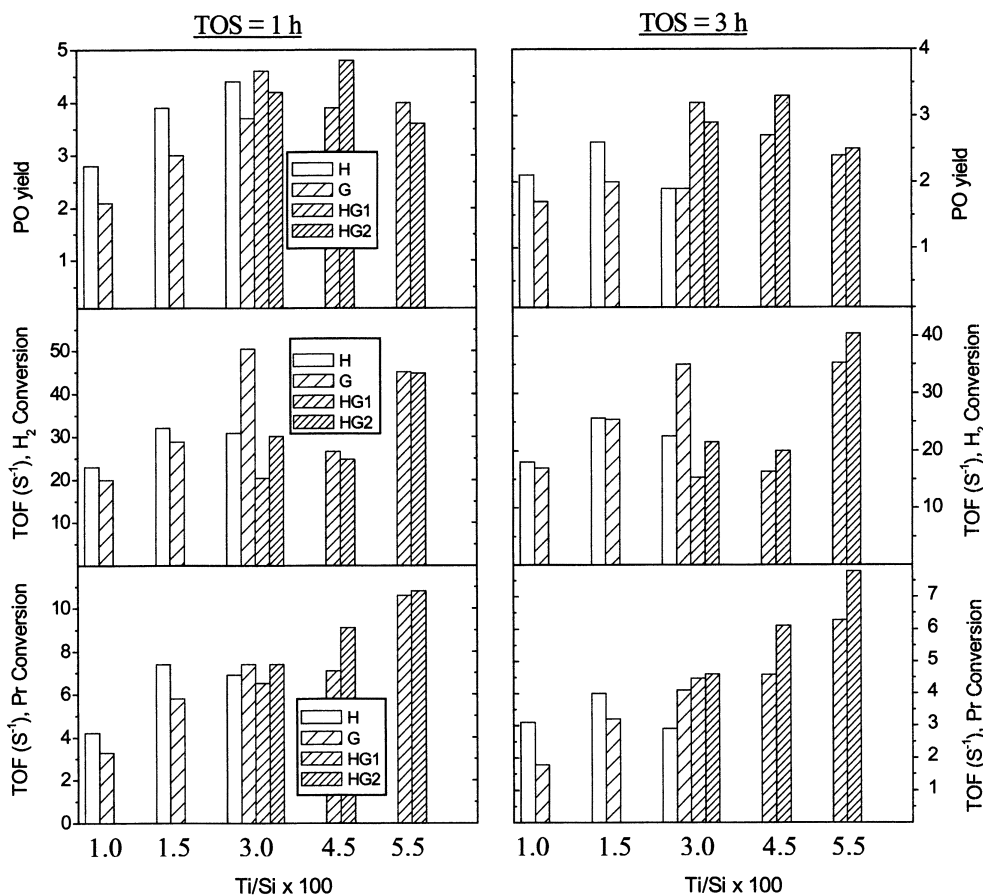 TOS = 1 h
TOS = 3 h
PO yield
5
4
3
2
1
H
G
HG1
HG2
4
3
2
1
PO yield
TOF (S⁻¹), H₂ Conversion
50
40
30
20
10
H
G
HG1
HG2
40
30
20
10
TOF (S⁻¹), H₂ Conversion
TOF (S⁻¹), Pr Conversion
10
8
6
4
2
0
H
G
HG1
HG2
7
6
5
4
3
2
1
TOF (S⁻¹), Pr Conversion
1.0 1.5 3.0 4.5 5.5
1.0 1.5 3.0 4.5 5.5
Ti/Si x 100
Ti/Si x 100